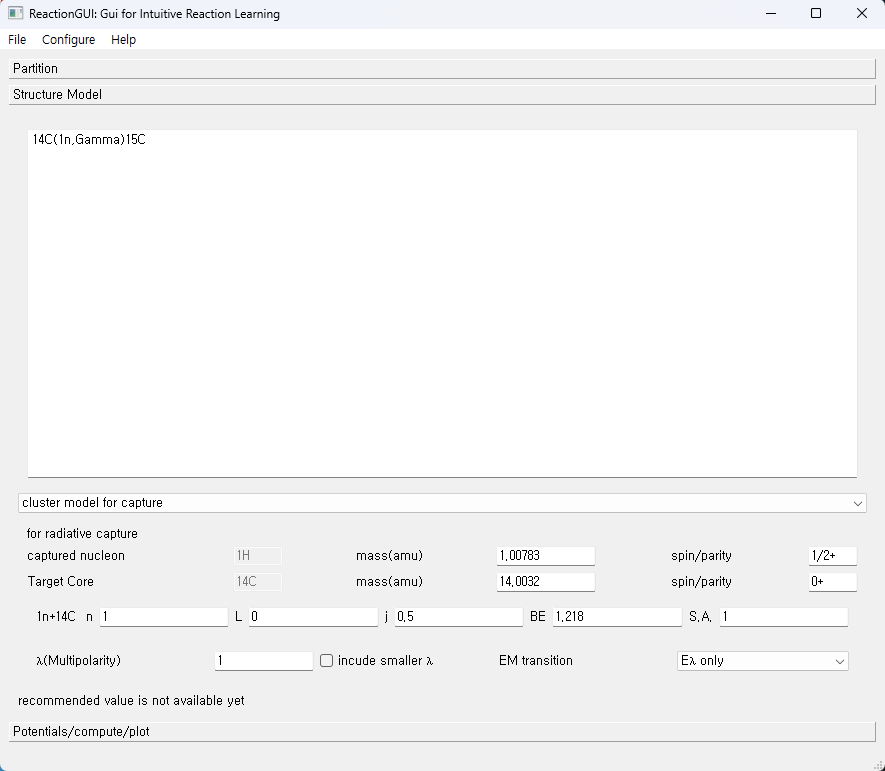 ReactionGUI: Gui for Intuitive Reaction Learning
File Configure Help
Partition
Structure Model
14C(1n,Gamma)15C
cluster model for capture
for radiative capture
captured nucleon 1H mass(amu) 1,00783 spin/parity 1/2+
Target Core 14C mass(amu) 14,0032 spin/parity 0+
1n+14C n 1 L 0 j 0,5 BE 1,218 S,A, 1
λ(Multipolarity) 1 incude smaller λ EM transition Eλ only
recommended value is not available yet
Potentials/compute/plot